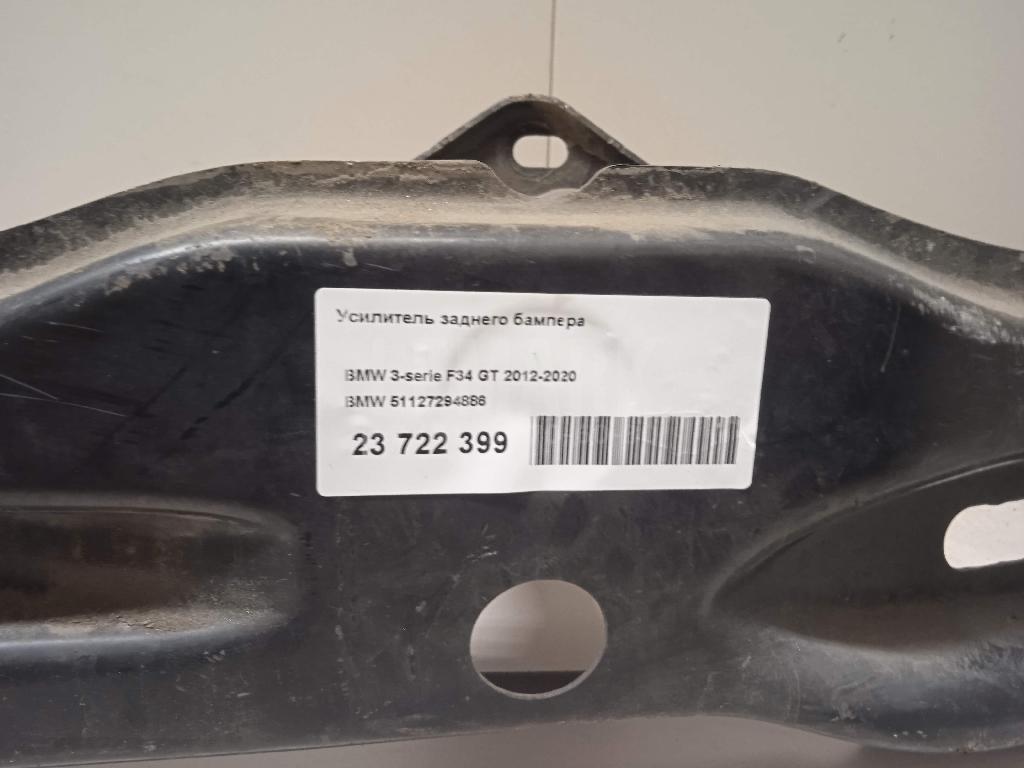 Усилитель заднего бампера
BMW 3-serie F34 GT 2012-2020
BMW 51127294886
23 722 399